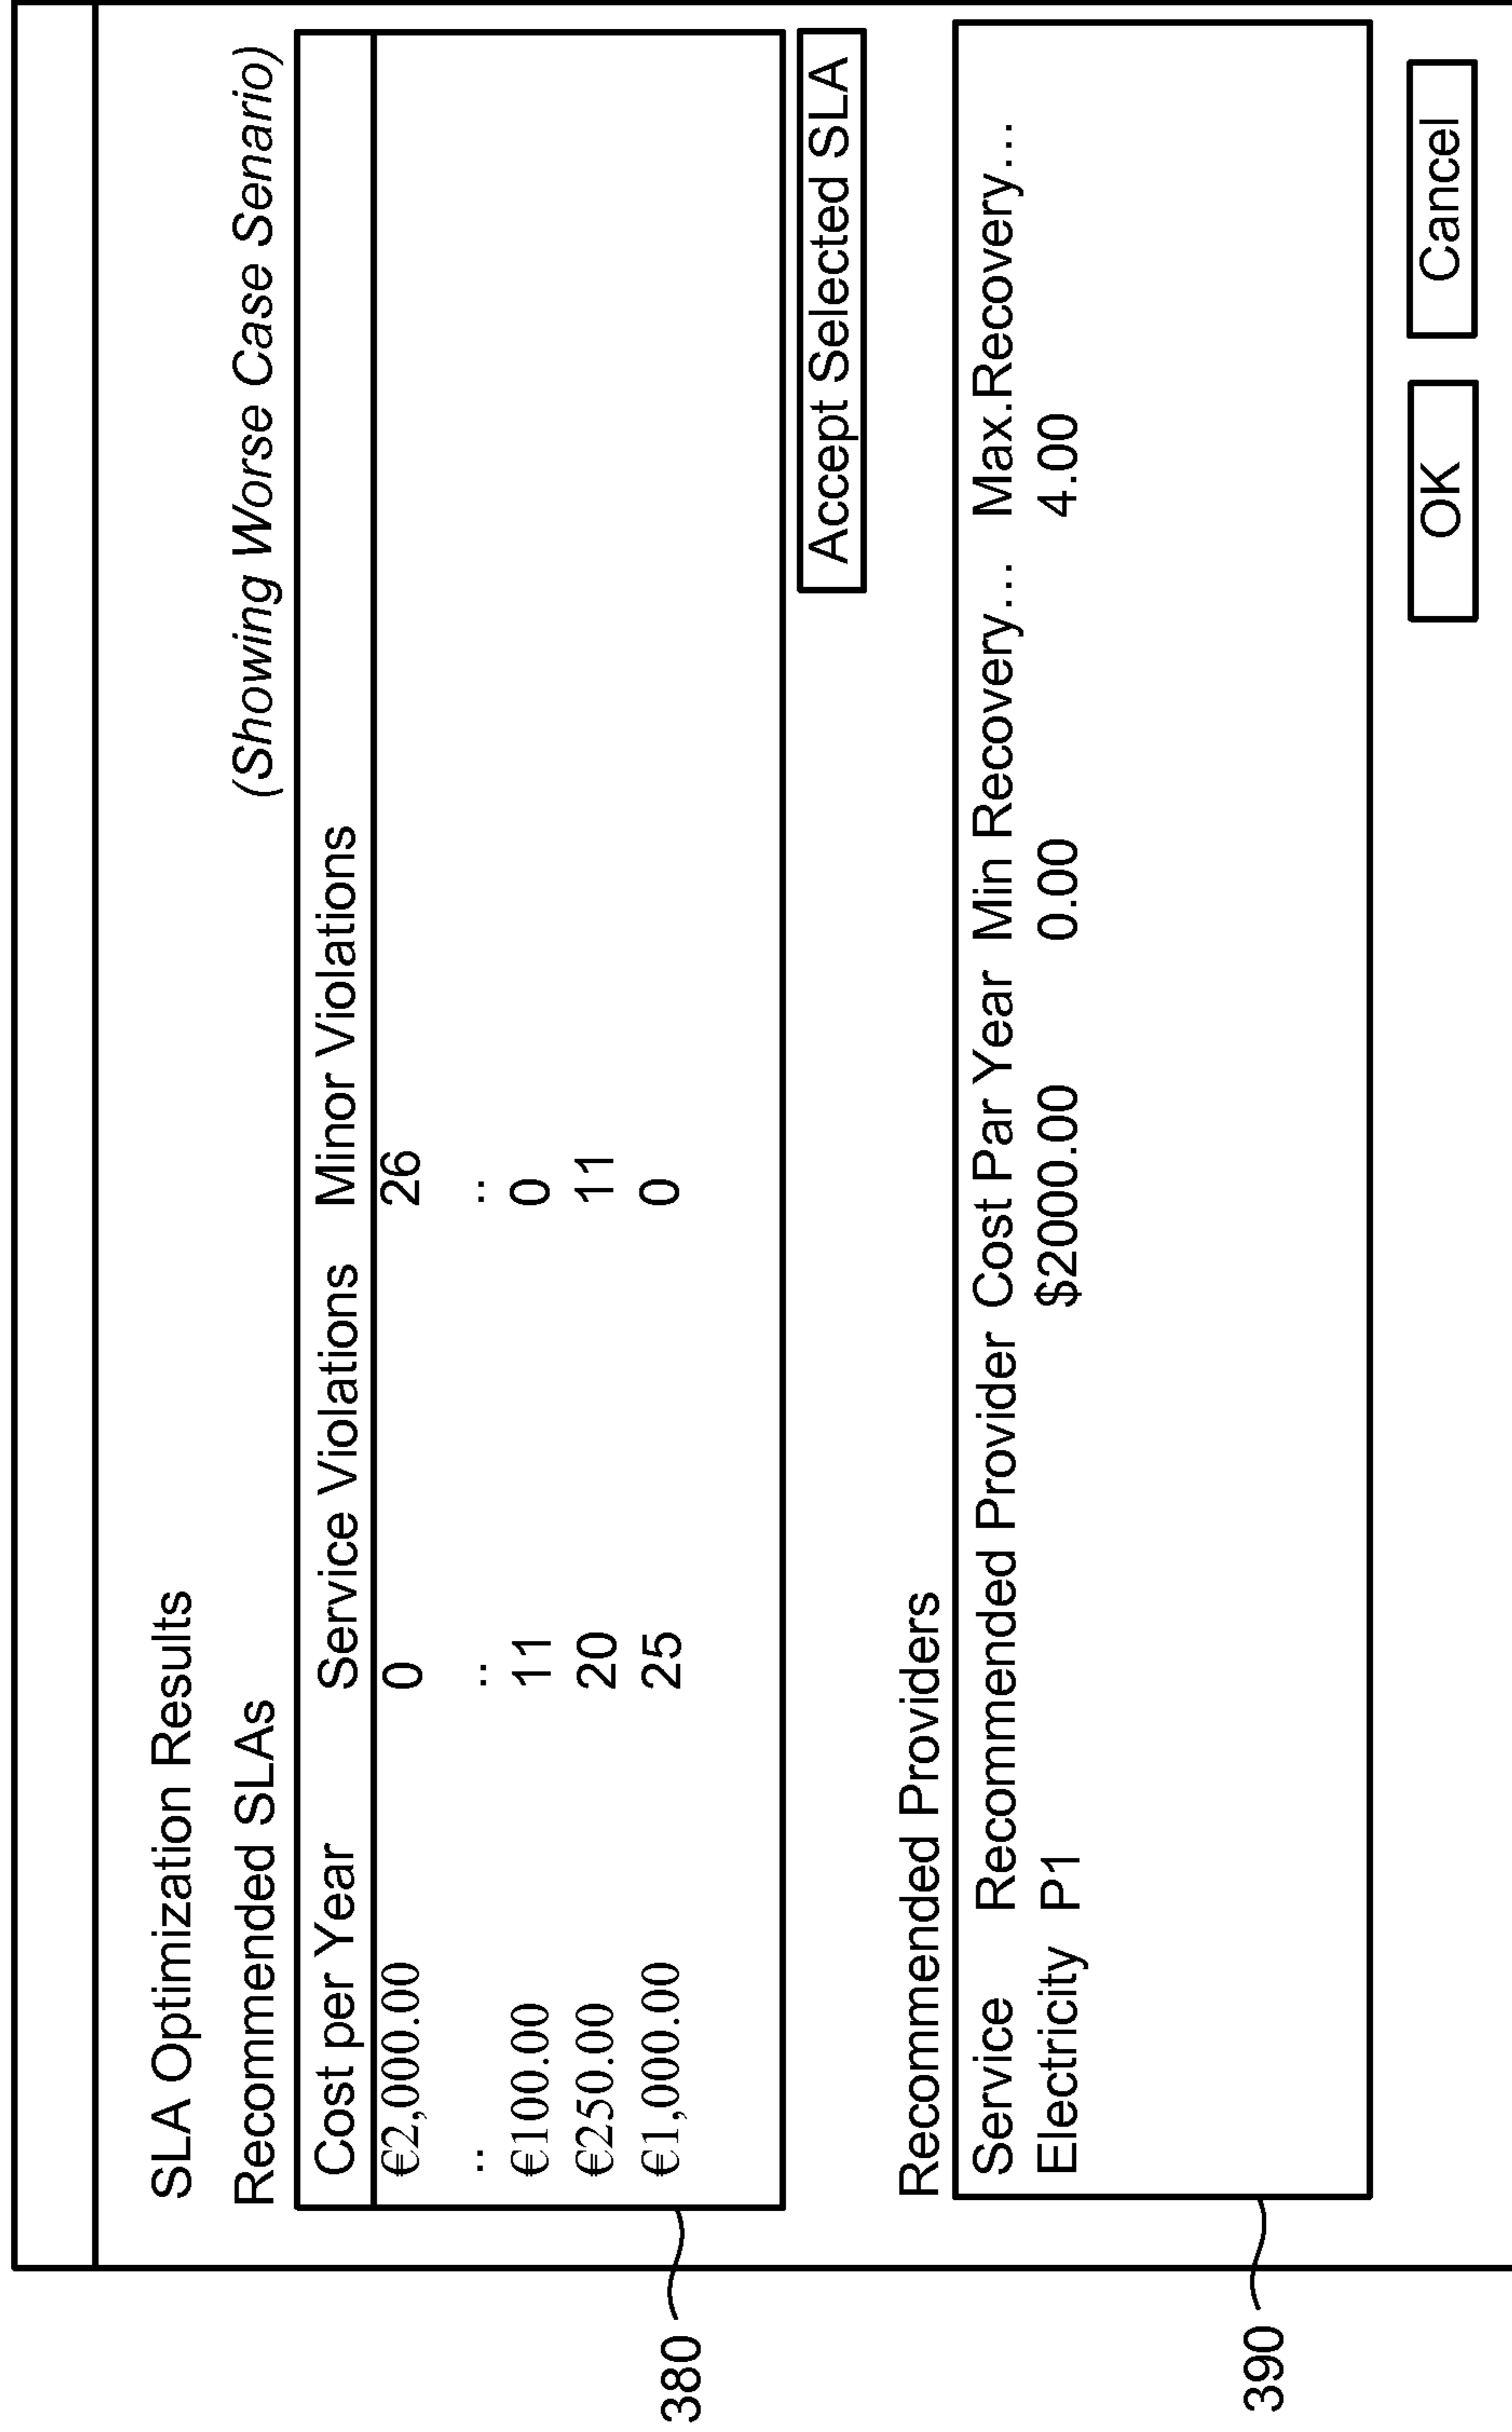 SLA Optimization Results
Recommended SLAs (Showing Worse Case Senario)
Cost per Year Service Violations Minor Violations
€2,000.00 0 26
: : :
€100.00 11 0
€250.00 20 11
€1,000.00 25 0
380
Accept Selected SLA
Recommended Providers
Service Recommended Provider Cost Par Year Min Recovery... Max.Recovery...
Electricity P1 $2000.00 0.00 4.00
390
OK Cancel